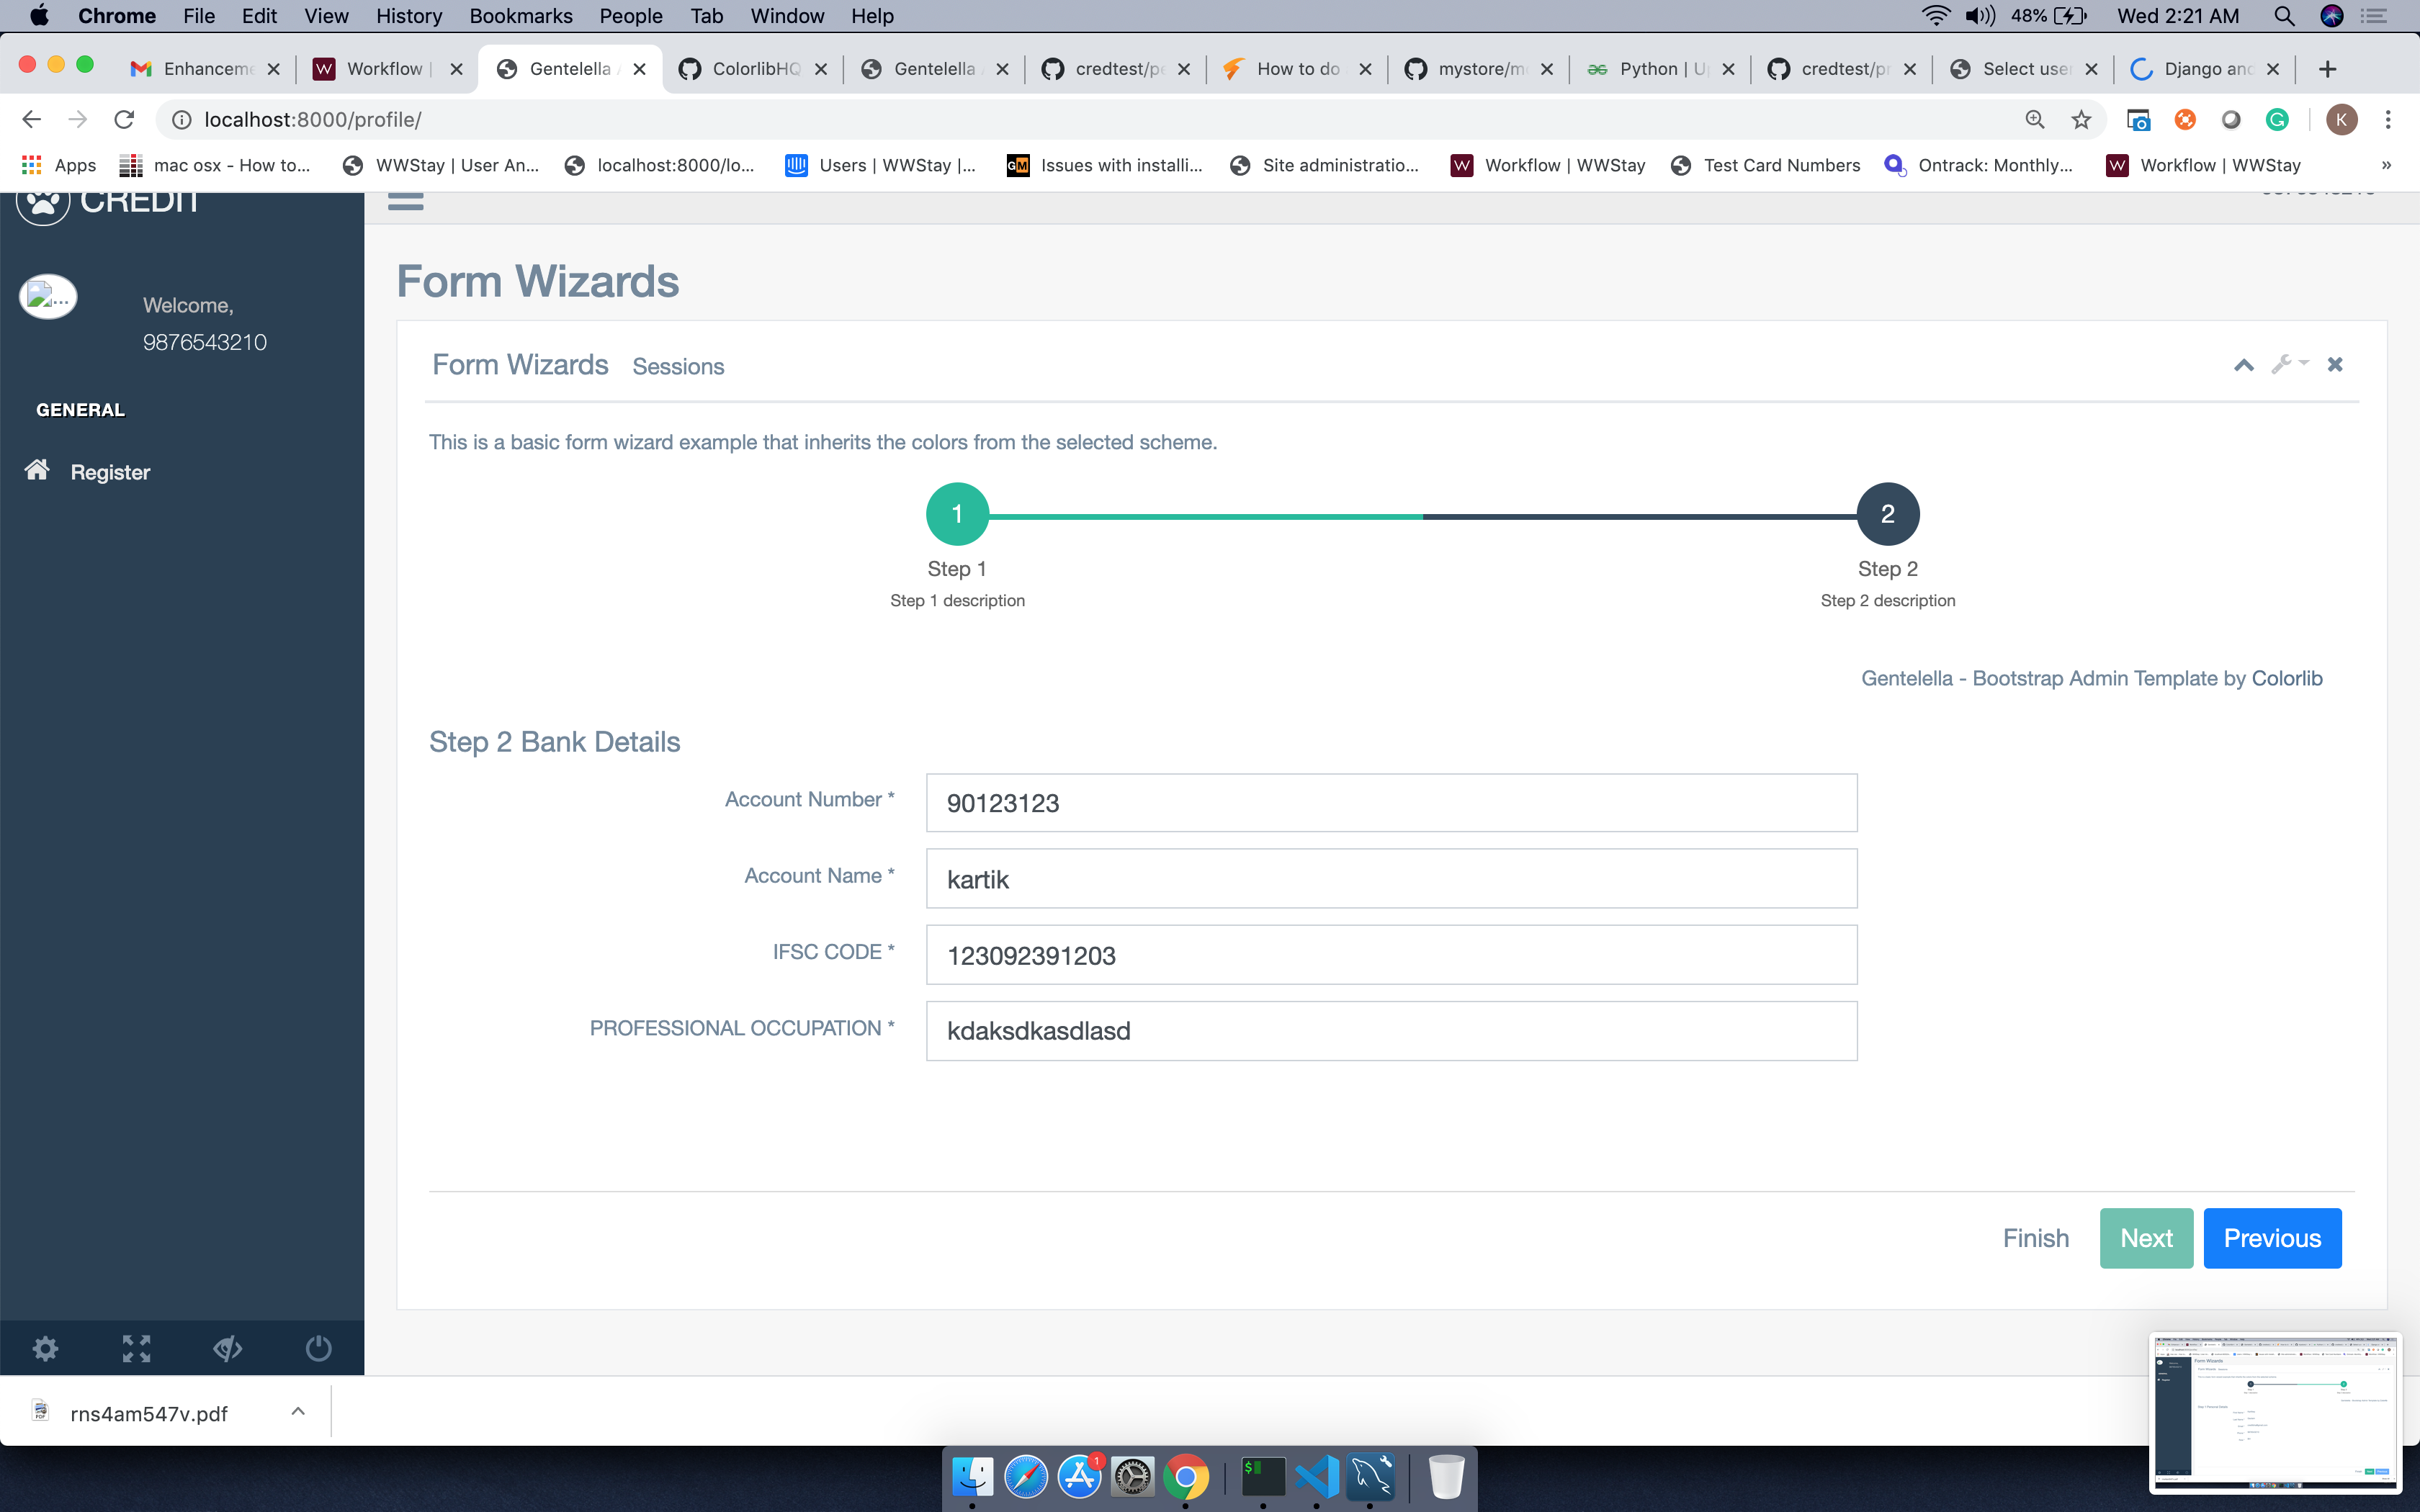 Chrome File Edit View History Bookmarks People Tab Window Help 48% Wed 2:21 AM
Enhanceme Workflow | Gentelella ColorlibHQ Gentelella credtest/pe How to do mystore/m Python | U credtest/pr Select use Django and
localhost:8000/profile/ K
Apps mac osx - How to... WWStay | User An... localhost:8000/lo... Users | WWStay |... GM Issues with installi... Site administratio... Workflow | WWStay Test Card Numbers Ontrack: Monthly... Workflow | WWStay »
CREDIT
Welcome,
9876543210
GENERAL
Register
Form Wizards
Form Wizards Sessions
This is a basic form wizard example that inherits the colors from the selected scheme.
1 2
Step 1 Step 2
Step 1 description Step 2 description
Gentelella - Bootstrap Admin Template by Colorlib
Step 2 Bank Details
Account Number * 90123123
Account Name * kartik
IFSC CODE * 123092391203
PROFESSIONAL OCCUPATION * kdaksdkasdlasd
Finish Next Previous
rns4am547v.pdf
1